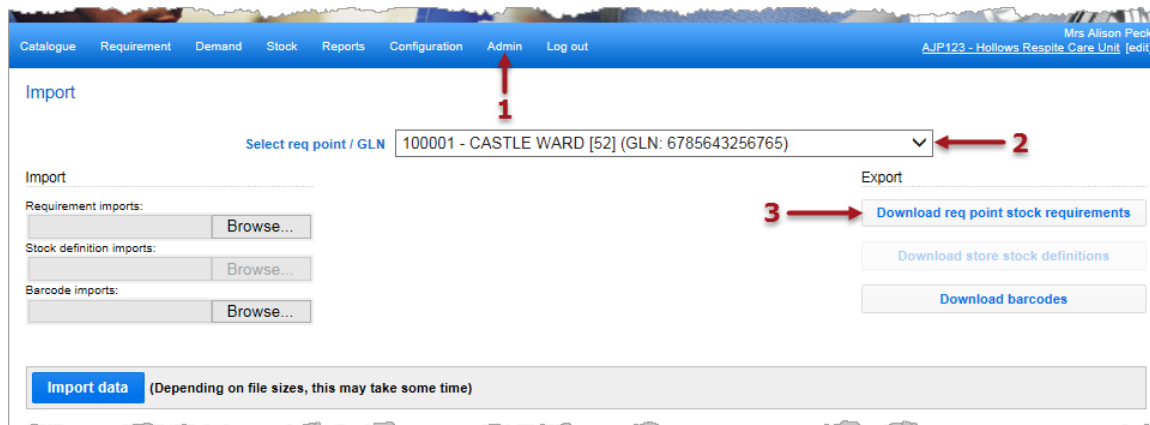 Mrs Alison Peck
Catalogue Requirement Demand Stock Reports Configuration Admin Log out
AJP123 - Hollows Respite Care Unit [edit]
Import
1
Select req point / GLN 100001 - CASTLE WARD [52] (GLN: 6785643256765) 2
Import
Export
Requirement imports:
Browse...
3 Download req point stock requirements
Stock definition imports:
Browse...
Download store stock definitions
Barcode imports:
Browse...
Download barcodes
Import data (Depending on file sizes, this may take some time)